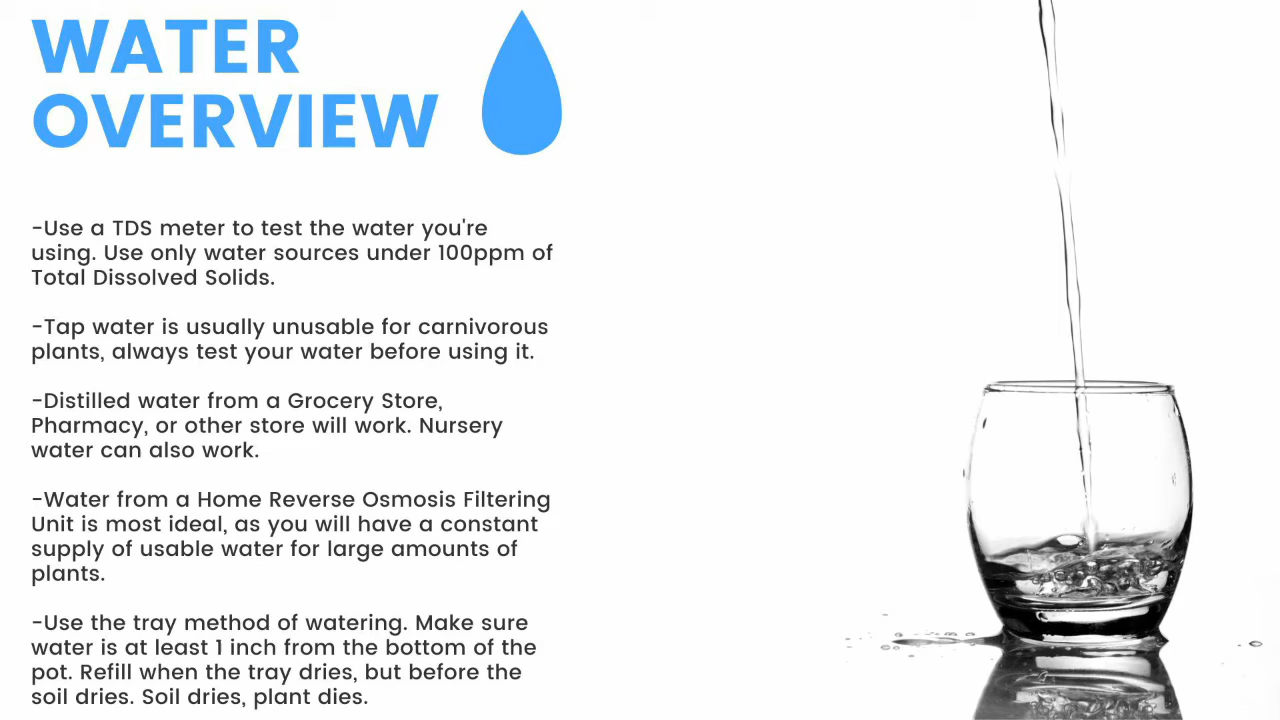 WATER
OVERVIEW
-Use a TDS meter to test the water you're
using. Use only water sources under 100ppm of
Total Dissolved Solids.
-Tap water is usually unusable for carnivorous
plants, always test your water before using it.
-Distilled water from a Grocery Store,
Pharmacy, or other store will work. Nursery
water can also work.
-Water from a Home Reverse Osmosis Filtering
Unit is most ideal, as you will have a constant
supply of usable water for large amounts of
plants.
-Use the tray method of watering. Make sure
water is at least 1 inch from the bottom of the
pot. Refill when the tray dries, but before the
soil dries. Soil dries, plant dies.